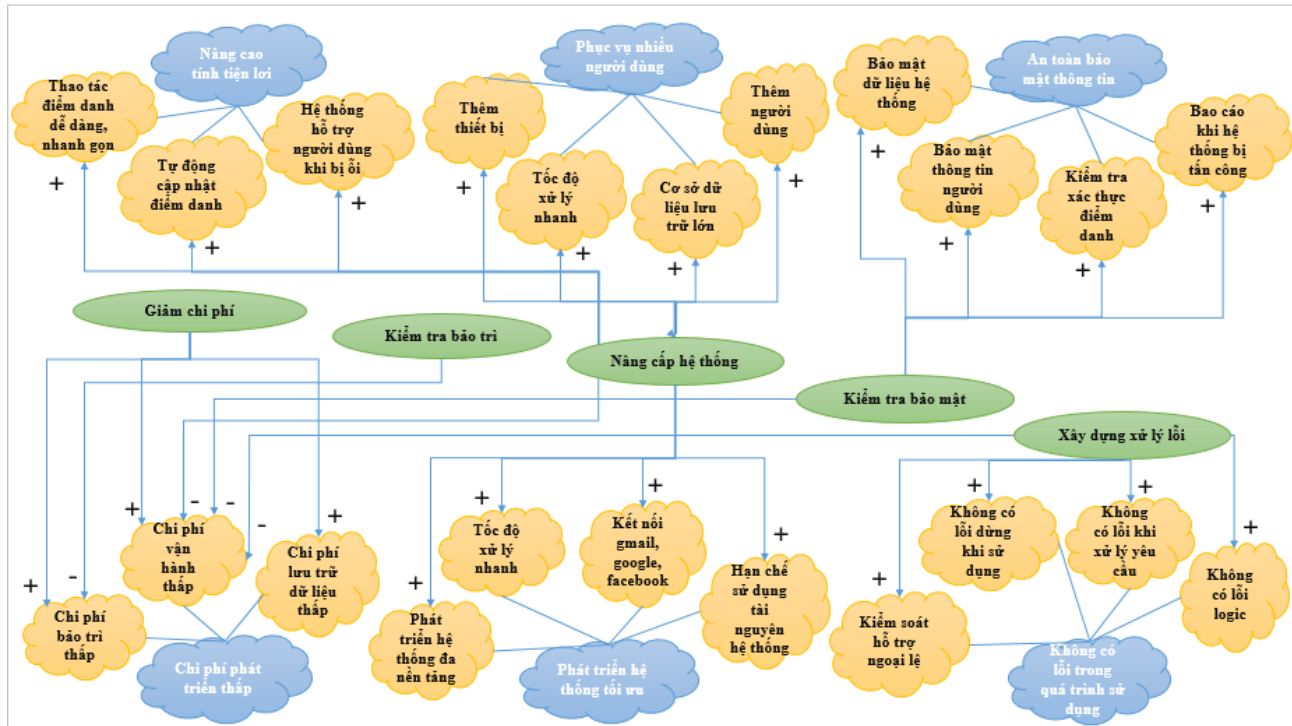 Nâng cao
tính tiện lơi
Phục vụ nhiều
người dùng
An toàn bảo
mật thông tin
Thao tác
điểm danh
dễ dàng,
nhanh gọn
Tự động
cập nhật
điểm danh
Hệ thống
hỗ trợ
người dùng
khi bị ỗi
Thêm
thiết bị
Tốc độ
xử lý
nhanh
Cơ sở dữ
liệu lưu
trữ lớn
Thêm
người
dùng
Bảo mật
dữ liệu hệ
thống
Bảo mật
thông tin
người
dùng
Kiểm tra
xác thực
điểm
danh
Bao cáo
khi hệ
thống bị
tấn công
+
+
+
+
+
+
+
+
+
+
+
Giảm chi phí
Kiểm tra bảo trì
Nâng cấp hệ thống
Kiểm tra bảo mật
Xây dựng xử lý lỗi
+
-
+
-
-
-
+
+
+
+
+
+
+
+
+
Chi phí
bảo trì
thấp
Chi phí
vận
hành
thấp
Chi phí
lưu trữ
dữ liệu
thấp
Phát
triển hệ
thống đa
nền tảng
Tốc độ
xử lý
nhanh
Kết nối
gmail,
google,
facebook
Hạn chế
sử dụng
tài
nguyên
hệ thống
Kiểm soát
hỗ trợ
ngoại lệ
Không có
lỗi dừng
khi sử
dụng
Không
có lỗi khi
xử lý yêu
cầu
Không
có lỗi
logic
Chi phí phát
triển thấp
Phát triển hệ
thống tối ưu
Không có
lỗi trong
quá trình sử
dụng